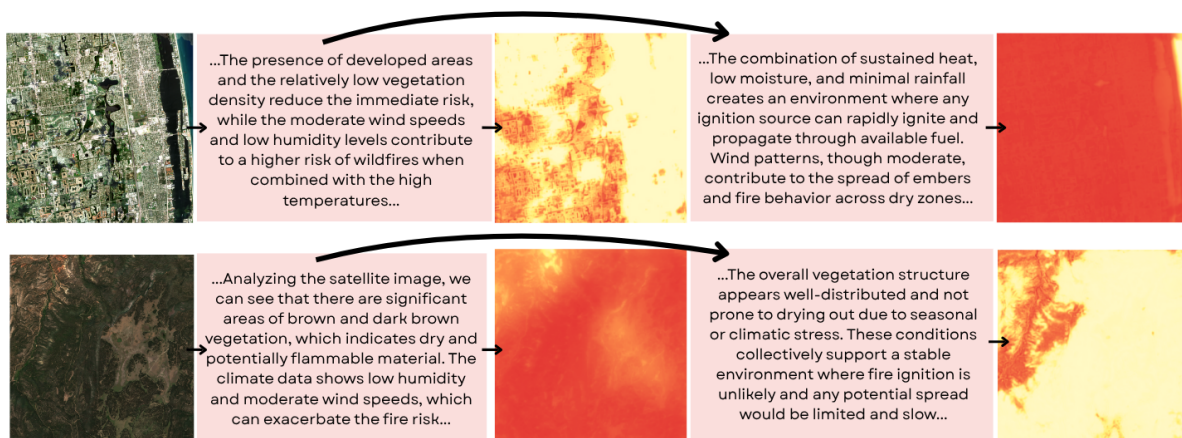 ...The presence of developed areas
and the relatively low vegetation
density reduce the immediate risk,
while the moderate wind speeds
and low humidity levels contribute
to a higher risk of wildfires when
combined with the high
temperatures...
...The combination of sustained heat,
low moisture, and minimal rainfall
creates an environment where any
ignition source can rapidly ignite and
propagate through available fuel.
Wind patterns, though moderate,
contribute to the spread of embers
and fire behavior across dry zones...
...Analyzing the satellite image, we
can see that there are significant
areas of brown and dark brown
vegetation, which indicates dry and
potentially flammable material. The
climate data shows low humidity
and moderate wind speeds, which
can exacerbate the fire risk...
...The overall vegetation structure
appears well-distributed and not
prone to drying out due to seasonal
or climatic stress. These conditions
collectively support a stable
environment where fire ignition is
unlikely and any potential spread
would be limited and slow...